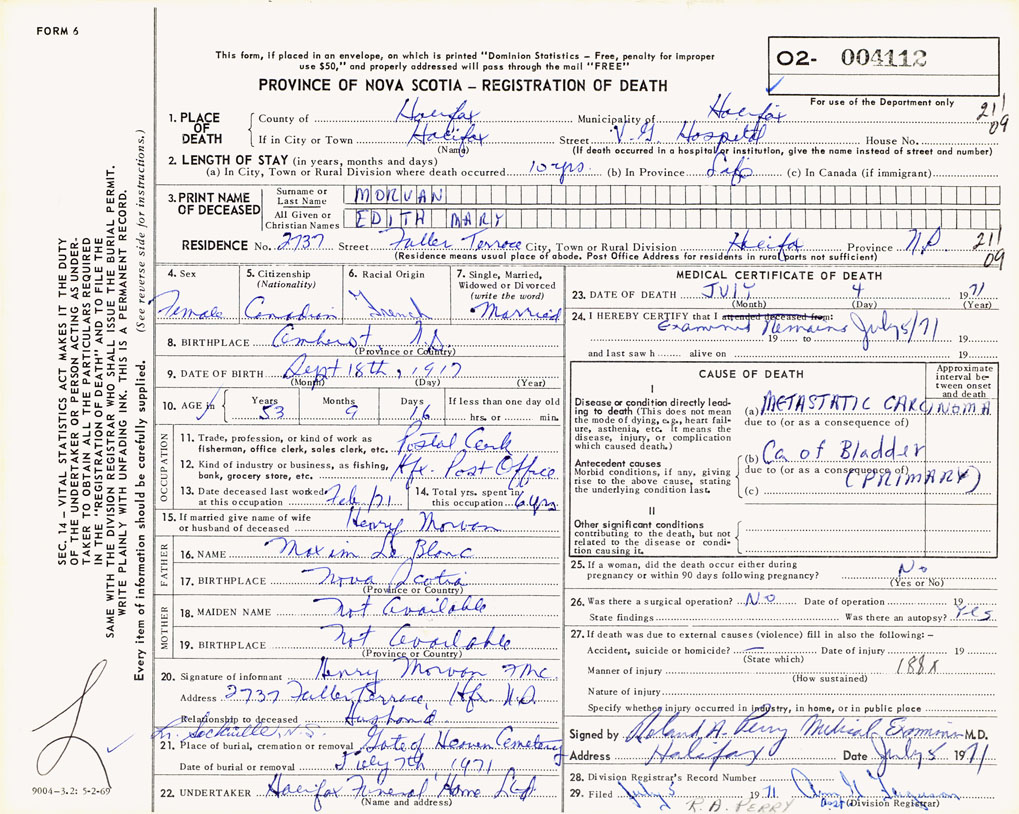 FORM 6
This form, if placed in an envelope, on which is printed "Dominion Statistics – Free, penalty for improper
use $50," and properly addressed will pass through the mail "FREE"
02- 004112
PROVINCE OF NOVA SCOTIA – REGISTRATION OF DEATH
For use of the Department only
21
09
1. PLACE OF DEATH
County of Halifax Municipality of Halifax
If in City or Town Halifax Street V.G. Hospital House No.
(Name) (If death occurred in a hospital or institution, give the name instead of street and number)
2. LENGTH OF STAY (in years, months and days)
(a) In City, Town or Rural Division where death occurred 10 yrs. (b) In Province Life (c) In Canada (if immigrant)
3. PRINT NAME OF DECEASED
Surname or Last Name MORVAN
All Given or Christian Names EDITH MARY
RESIDENCE No. 2737 Street Fuller Terrace City, Town or Rural Division Halifax Province N.S. 21
09
(Residence means usual place of abode. Post Office Address for residents in rural parts not sufficient)
4. Sex
Female
5. Citizenship
(Nationality)
Canadian
6. Racial Origin
French
7. Single, Married,
Widowed or Divorced
(write the word)
Married
8. BIRTHPLACE Amherst N.S.
(Province or Country)
9. DATE OF BIRTH Sept 18th, 1917
(Month) (Day) (Year)
10. AGE in Years Months Days If less than one day old
53 9 16 hrs. or min.
OCCUPATION
11. Trade, profession, or kind of work as
fisherman, office clerk, sales clerk, etc. Postal Clerk
12. Kind of industry or business, as fishing,
bank, grocery store, etc. Hfx. Post Office
13. Date deceased last worked
at this occupation Feb/71
14. Total yrs. spent in
this occupation 6 yrs
15. If married give name of wife
or husband of deceased Henry Morvan
FATHER
16. NAME Maxim Le Blanc
17. BIRTHPLACE Nova Scotia
(Province or Country)
MOTHER
18. MAIDEN NAME Not Available
19. BIRTHPLACE Not Available
(Province or Country)
20. Signature of informant Henry Morvan
Address 2737 Fuller Terrace, Hfx N.S.
Relationship to deceased Husband
Lr. Sackville, N.S.
21. Place of burial, cremation or removal Gate of Heaven Cemetery
Date of burial or removal July 7th, 1971
22. UNDERTAKER Halifax Funeral Home Ltd
(Name and address)
MEDICAL CERTIFICATE OF DEATH
23. DATE OF DEATH JULY 4 1971
(Month) (Day) (Year)
24. I HEREBY CERTIFY that I attended deceased from:
Examined Remains July 5/71
19 to 19
and last saw h alive on 19
CAUSE OF DEATH
Approximate
interval be-
tween onset
and death
I
Disease or condition directly lead-
ing to death (This does not mean
the mode of dying, e.g., heart fail-
ure, asthenia, etc. It means the
disease, injury, or complication
which caused death.)
(a) METASTATIC CARCINOMA
due to (or as a consequence of)
Antecedent causes
Morbid conditions, if any, giving
rise to the above cause, stating
the underlying condition last.
(b) Ca of Bladder
due to (or as a consequence of)
(PRIMARY)
(c)
II
Other significant conditions
contributing to the death, but not
related to the disease or condi-
tion causing it.
25. If a woman, did the death occur either during
pregnancy or within 90 days following pregnancy? No
(Yes or No)
26. Was there a surgical operation? No Date of operation 19
State findings Was there an autopsy? Yes
27. If death was due to external causes (violence) fill in also the following: –
Accident, suicide or homicide? Date of injury 19
(State which)
Manner of injury 188X
(How sustained)
Nature of injury
Specify whether injury occurred in industry, in home, or in public place
Signed by Roland A. Perry Medical Examiner M.D.
Address Halifax Date July 5 1971
28. Division Registrar's Record Number
29. Filed July 5 1971
(Division Registrar)
R. A. PERRY
SEC. 14 – VITAL STATISTICS ACT MAKES IT THE DUTY
OF THE UNDERTAKER OR PERSON ACTING AS UNDER-
TAKER TO OBTAIN ALL THE PARTICULARS REQUIRED
IN THE "REGISTRATION OF DEATH" AND TO FILE THE
SAME WITH THE DIVISION REGISTRAR WHO SHALL ISSUE THE BURIAL PERMIT.
WRITE PLAINLY WITH UNFADING INK. THIS IS A PERMANENT RECORD.
Every item of information should be carefully supplied. (See reverse side for instructions.)
9004-3.2: 5-2-69